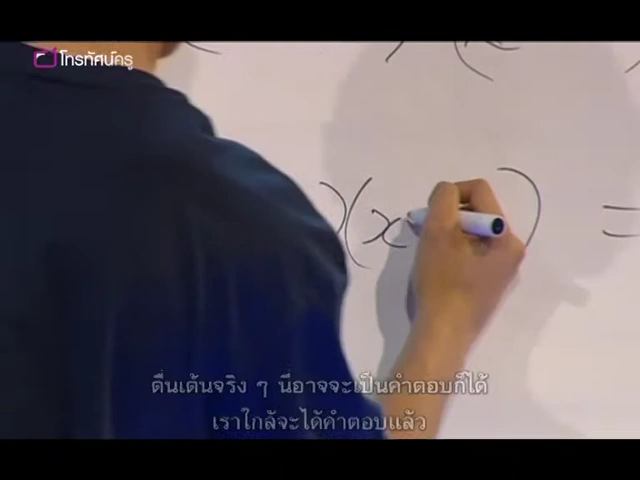 โทรทัศน์ครู
)(x ) =
ตื่นเต้นจริง ๆ นี่อาจจะเป็นคำตอบก็ได้
เราใกล้จะได้คำตอบแล้ว